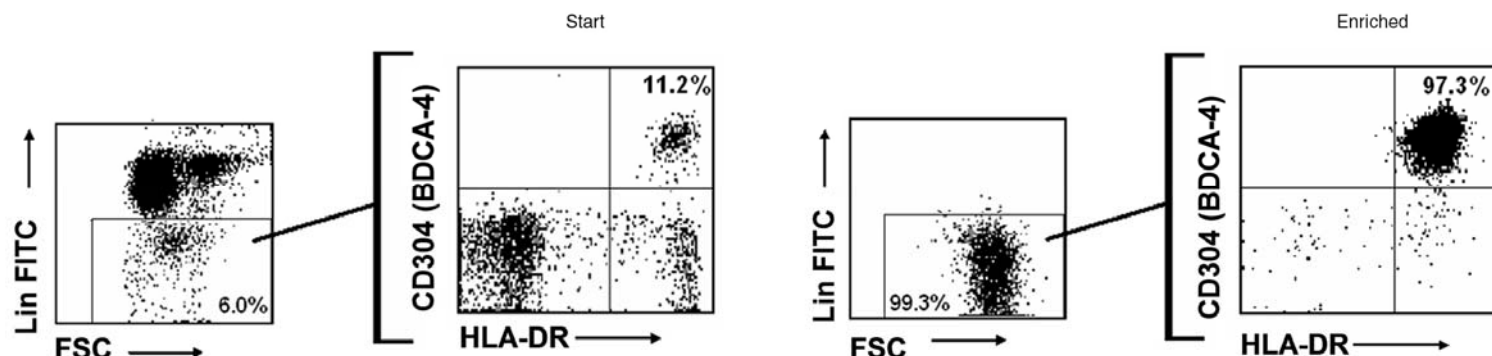 Start
Enriched
11.2%
97.3%
CD304 (BDCA-4)
CD304 (BDCA-4)
Lin FITC
Lin FITC
6.0%
99.3%
FSC
HLA-DR
FSC
HLA-DR